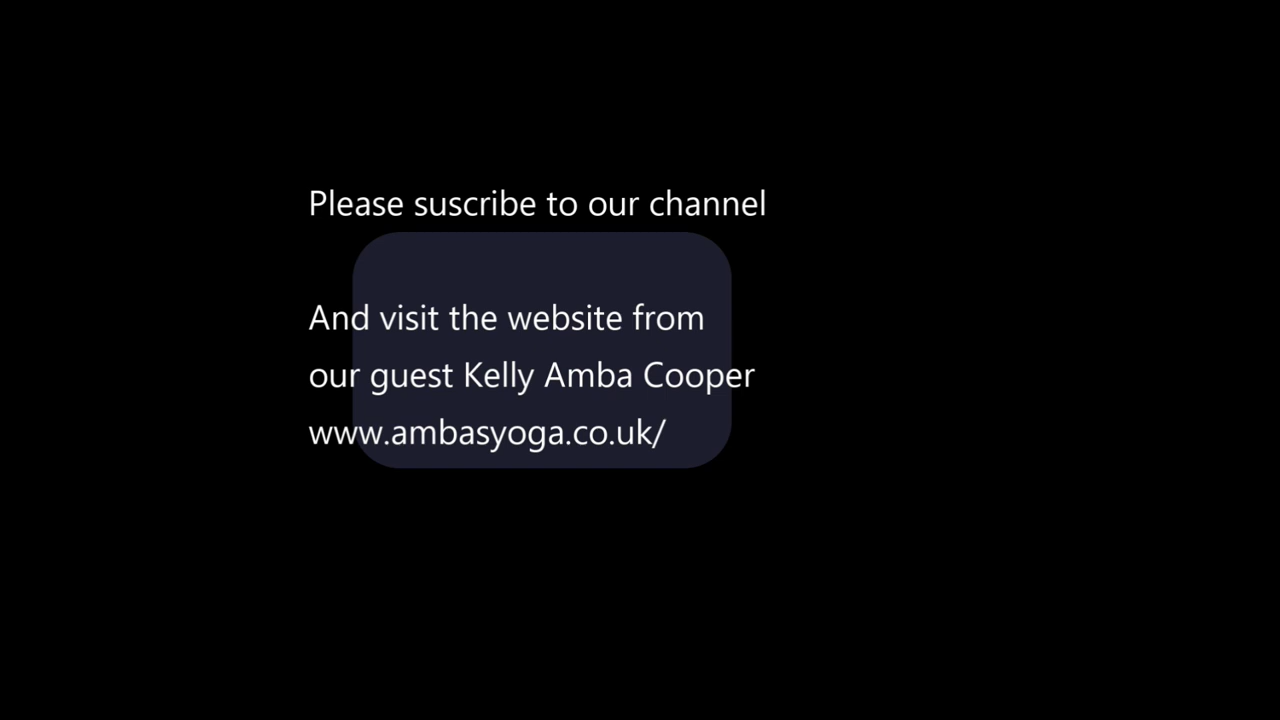 Please suscribe to our channel
And visit the website from
our guest Kelly Amba Cooper
www.ambasyoga.co.uk/